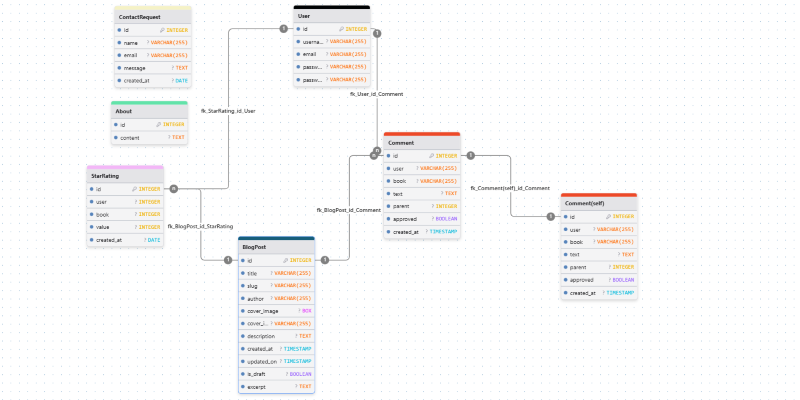 ContactRequest
id INTEGER
name ? VARCHAR(255)
email ? VARCHAR(255)
message ? TEXT
created_at ? DATE
User
id INTEGER
userna... ? VARCHAR(255)
email ? VARCHAR(255)
passw... ? VARCHAR(255)
passw... ? VARCHAR(255)
fk_User_id_Comment
fk_StarRating_id_User
About
id INTEGER
content ? TEXT
StarRating
id INTEGER
user ? INTEGER
book ? INTEGER
value ? INTEGER
created_at ? DATE
fk_BlogPost_id_StarRating
Comment
id INTEGER
user ? VARCHAR(255)
book ? VARCHAR(255)
text ? TEXT
parent ? INTEGER
approved ? BOOLEAN
created_at ? TIMESTAMP
fk_BlogPost_id_Comment
fk_Comment(self)_id_Comment
Comment(self)
id INTEGER
user ? VARCHAR(255)
book ? VARCHAR(255)
text ? TEXT
parent ? INTEGER
approved ? BOOLEAN
created_at ? TIMESTAMP
BlogPost
id INTEGER
title ? VARCHAR(255)
slug ? VARCHAR(255)
author ? VARCHAR(255)
cover_image ? BOX
cover_i... ? VARCHAR(255)
description ? TEXT
created_at ? TIMESTAMP
updated_on ? TIMESTAMP
is_draft ? BOOLEAN
excerpt ? TEXT